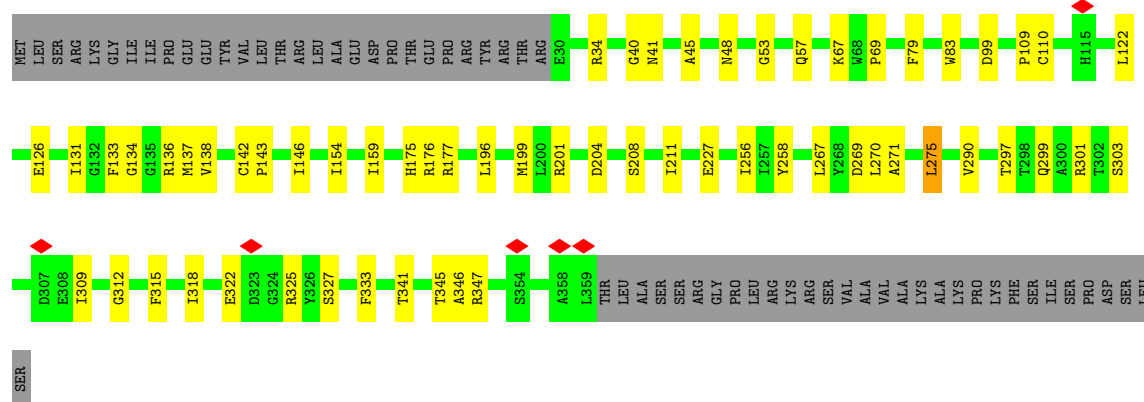 MET LEU SER ARG LYS GLY ILE ILE PRO GLU GLU TYR VAL LEU THR ARG LEU ALA GLU ASP PRO THR GLU PRO ARG TYR ARG THR ARG E30 R34 G40 N41 A45 N48 G53 Q57 K67 W68 P69 F79 W83 D99 P109 C110 H115 L122
E126 I131 G132 F133 G134 G135 R136 M137 V138 C142 P143 I146 I154 I159 H175 R176 R177 L196 M199 L200 R201 D204 S208 I211 E227 I256 I257 Y258 L267 Y268 D269 L270 A271 L275 V290 T297 T298 Q299 A300 R301 T302 S303
D307 E308 I309 G312 F315 I318 E322 D323 G324 R325 Y326 S327 F333 T341 T345 A346 R347 S354 A358 L359 THR LEU ALA SER SER ARG GLY PRO LEU ARG LYS ARG SER VAL ALA VAL ALA LYS ALA LYS PRO LYS PHE SER ILE SER PRO ASP SER LEU
SER